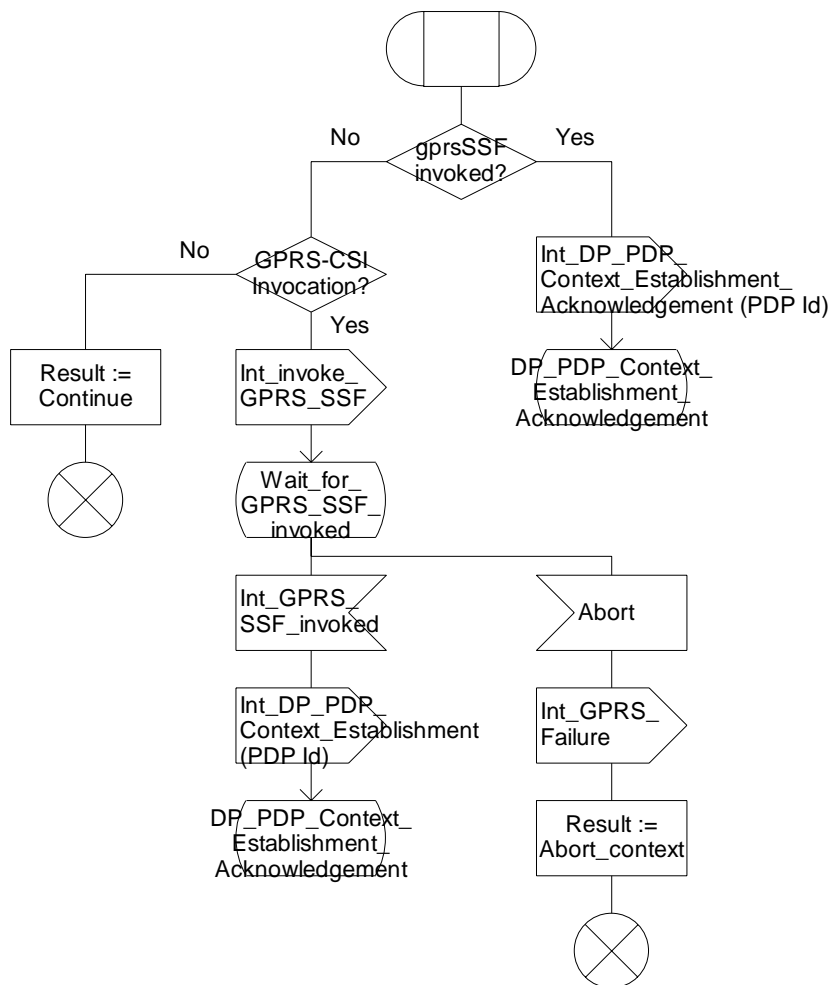 gprsSSF
invoked?
No
Yes
GPRS-CSI
Invocation?
No
Yes
Int_DP_PDP_
Context_Establishment_
Acknowledgement (PDP Id)
Result :=
Continue
Int_invoke_
GPRS_SSF
DP_PDP_Context_
Establishment_
Acknowledgement
Wait_for_
GPRS_SSF_
invoked
Int_GPRS_
SSF_invoked
Abort
Int_DP_PDP_
Context_Establishment
(PDP Id)
Int_GPRS_
Failure
DP_PDP_Context_
Establishment_
Acknowledgement
Result :=
Abort_context